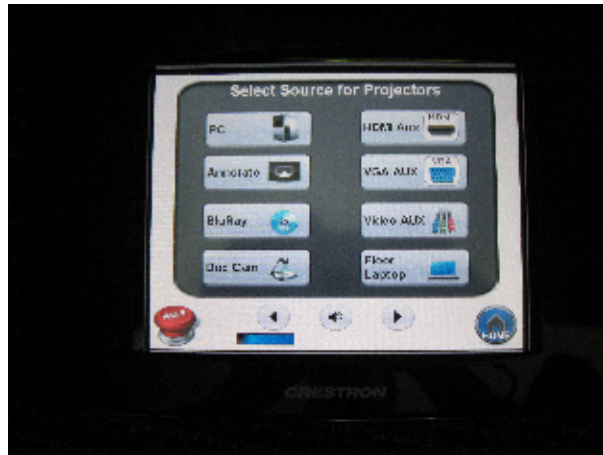 Select Source for Projectors
PC
HDMI
HDMI Aux
Annotate
VGA
VGA AUX
BluRay
Video AUX
Doc Cam
Floor
Laptop
HOME
CRESTRON